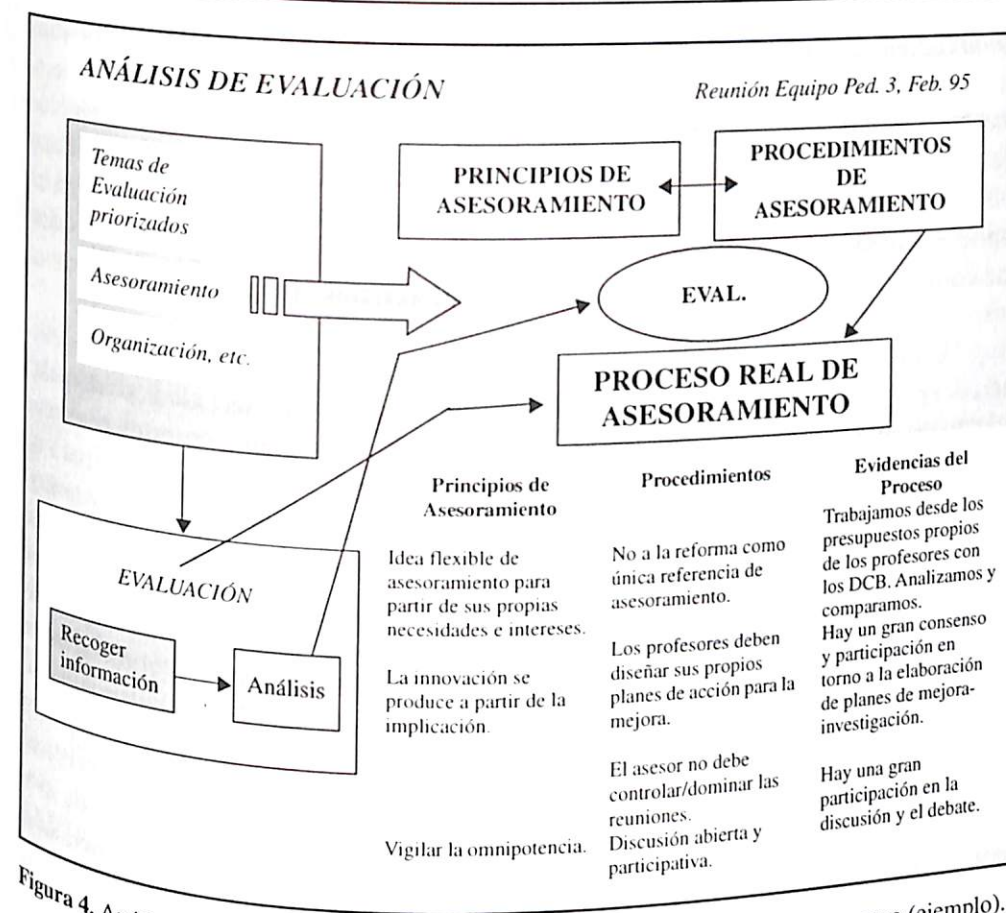 ANÁLISIS DE EVALUACIÓN
Reunión Equipo Ped. 3, Feb. 95
Temas de
Evaluación
priorizados
Asesoramiento
Organización, etc.
PRINCIPIOS DE
ASESORAMIENTO
PROCEDIMIENTOS
DE
ASESORAMIENTO
EVAL.
PROCESO REAL DE
ASESORAMIENTO
EVALUACIÓN
Recoger
información
Análisis
Principios de
Asesoramiento
Idea flexible de
asesoramiento para
partir de sus propias
necesidades e intereses.
La innovación se
produce a partir de la
implicación.
Vigilar la omnipotencia.
Procedimientos
No a la reforma como
única referencia de
asesoramiento.
Los profesores deben
diseñar sus propios
planes de acción para la
mejora.
El asesor no debe
controlar/dominar las
reuniones.
Discusión abierta y
participativa.
Evidencias del
Proceso
Trabajamos desde los
presupuestos propios
de los profesores con
los DCB. Analizamos y
comparamos.
Hay un gran consenso
y participación en
torno a la elaboración
de planes de mejora-
investigación.
Hay una gran
participación en la
discusión y el debate.
Figura 4.
(ejemplo).